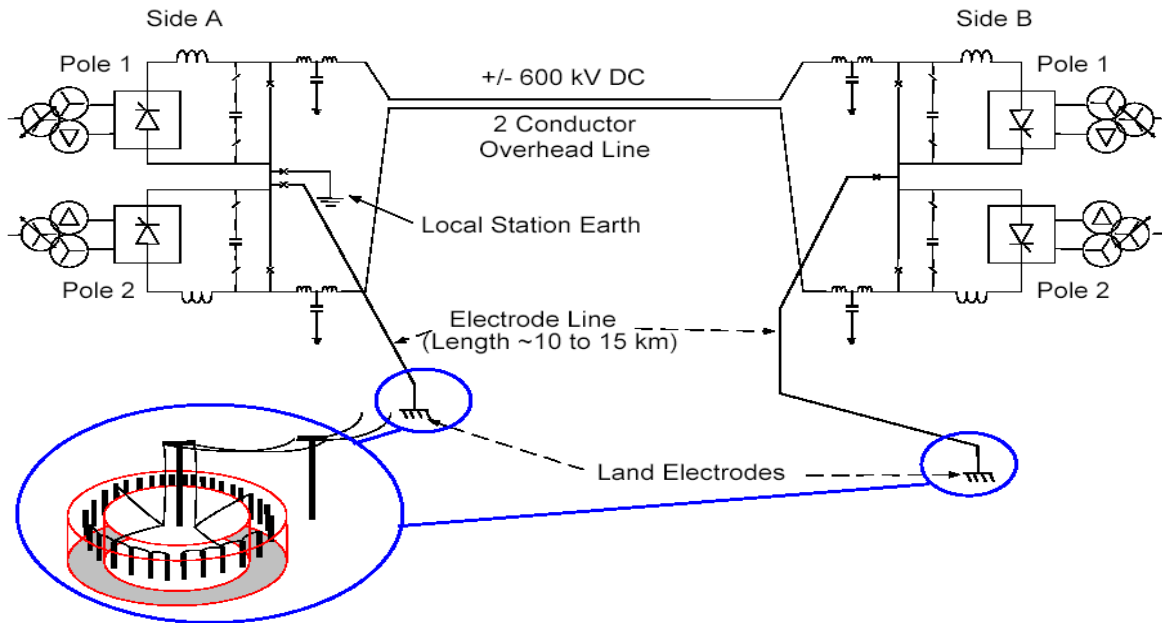 Side A
Side B
Pole 1
Pole 1
+/- 600 kV DC
2 Conductor
Overhead Line
Local Station Earth
Pole 2
Pole 2
Electrode Line
(Length ~10 to 15 km)
Land Electrodes